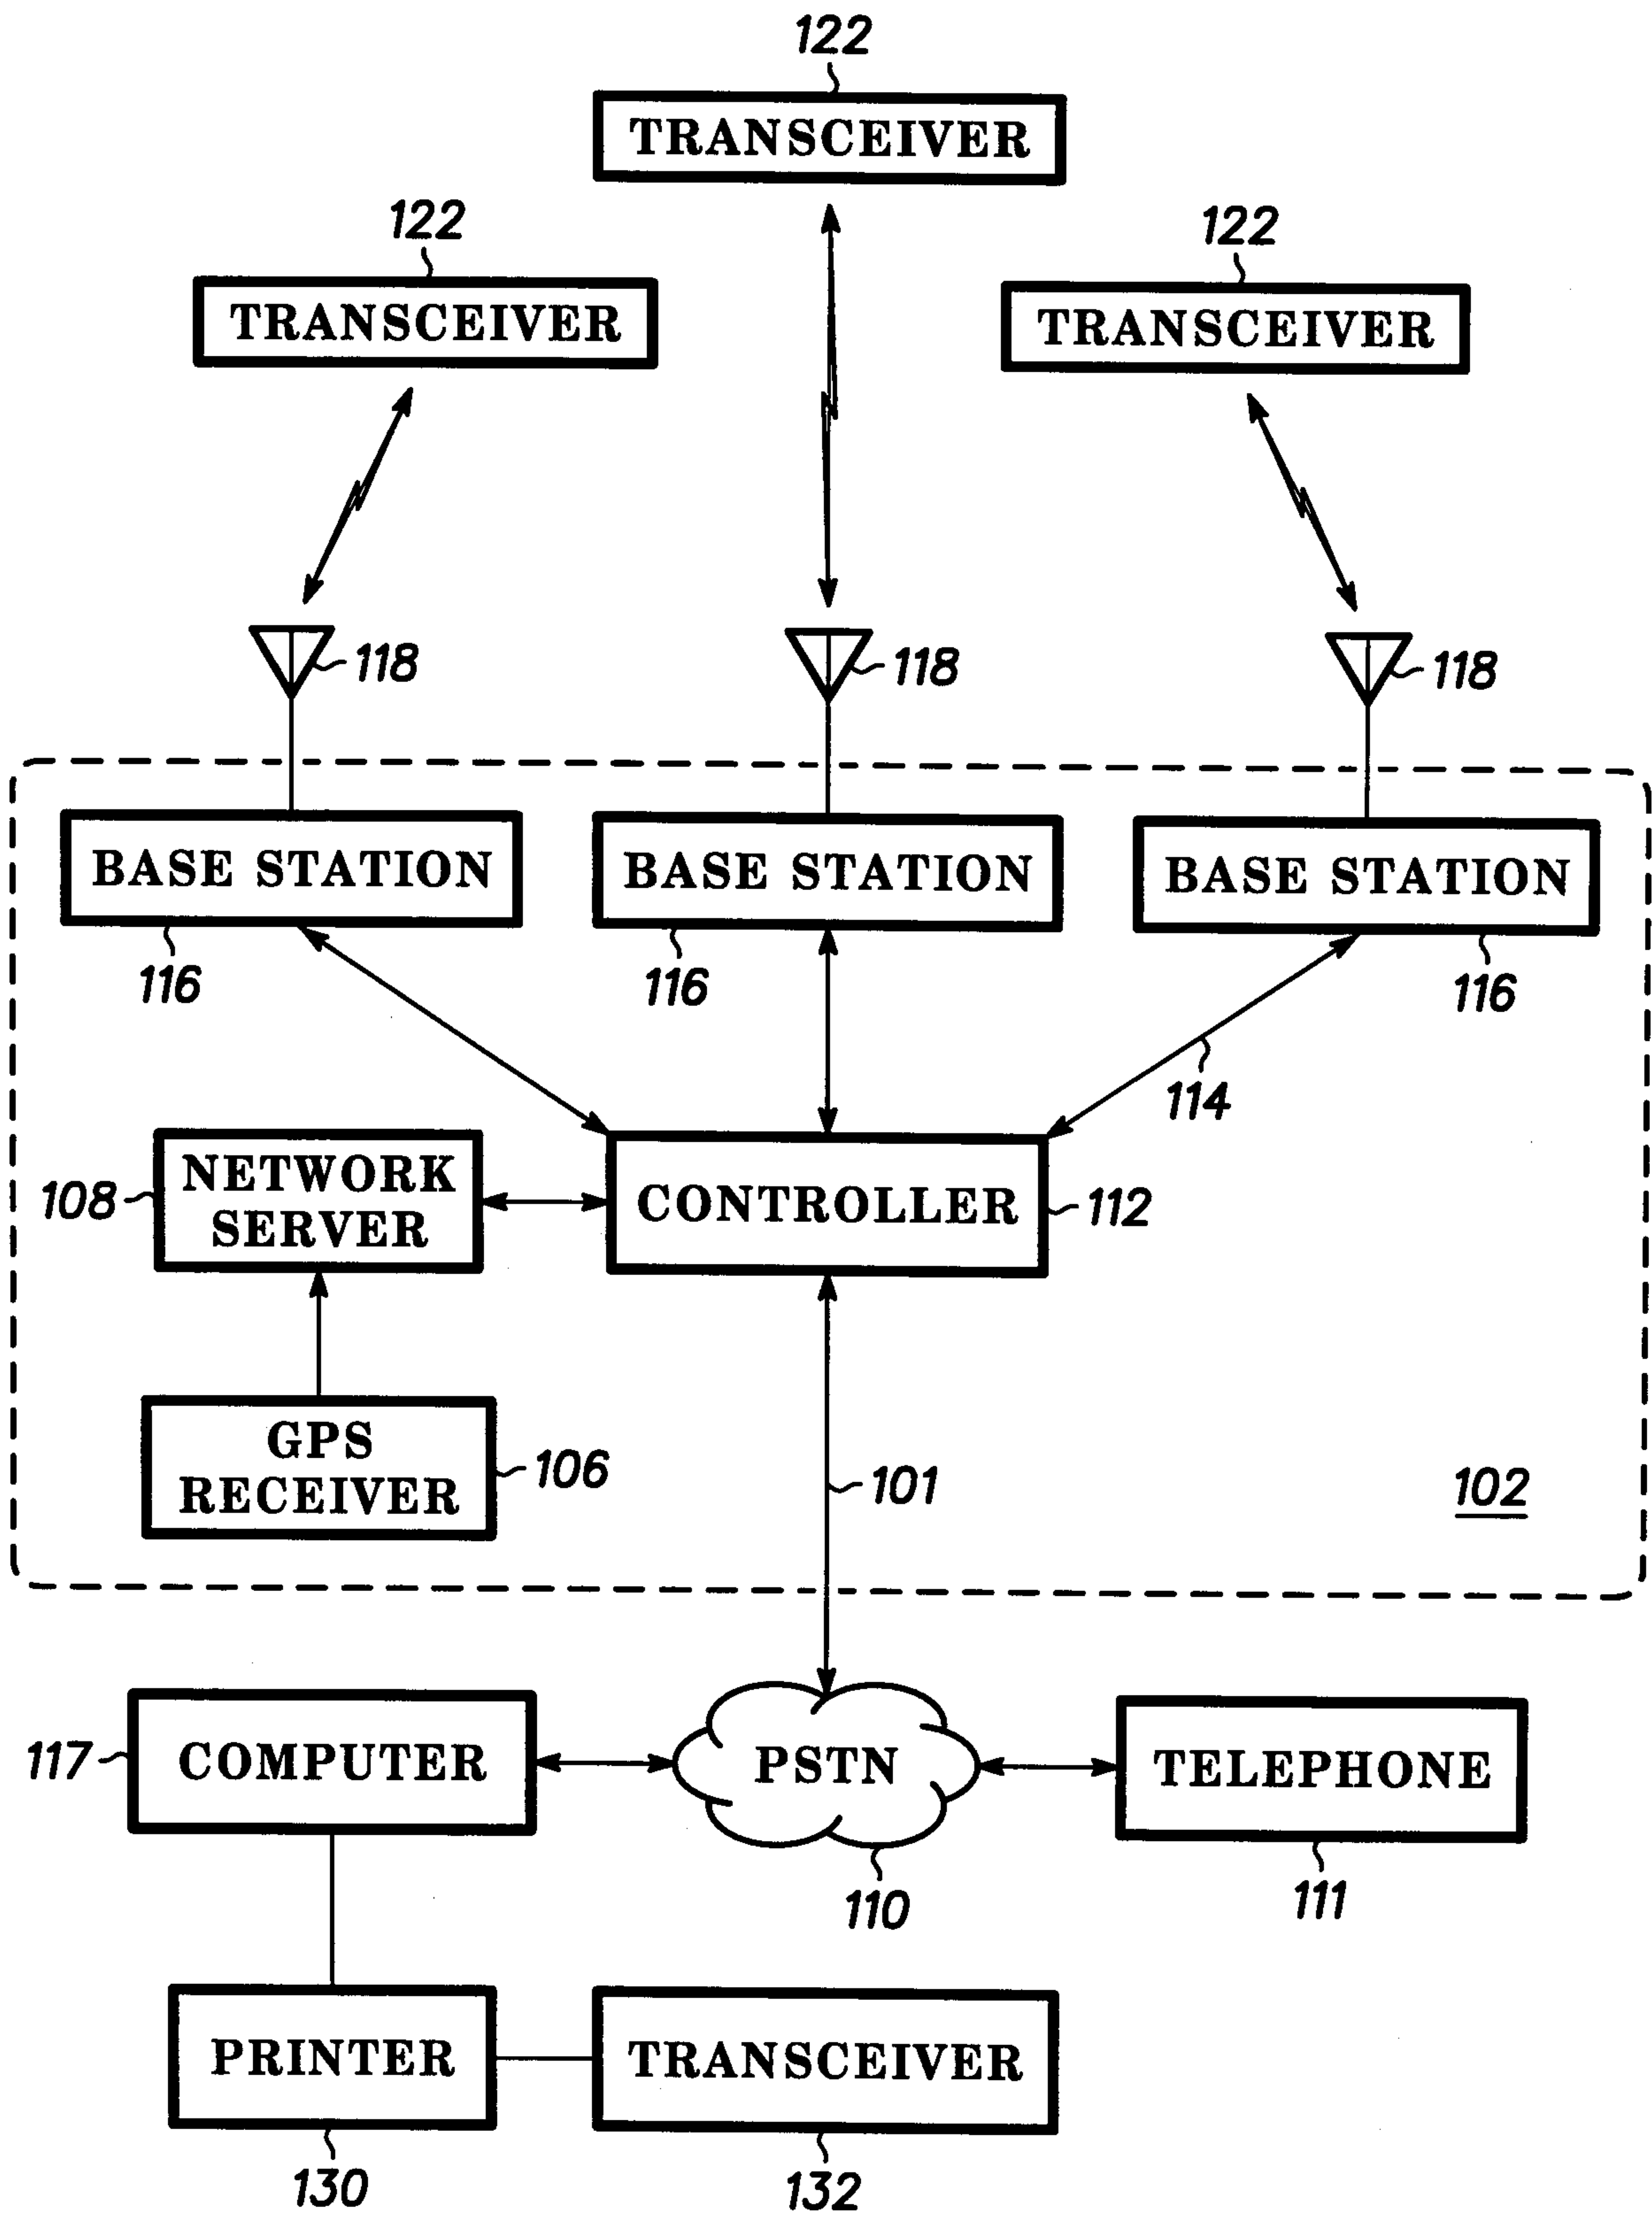 122
TRANSCEIVER
122
122
TRANSCEIVER
TRANSCEIVER
118
118
118
BASE STATION
BASE STATION
BASE STATION
116
116
116
114
NETWORK
SERVER
108
CONTROLLER
112
GPS
RECEIVER
106
101
102
117
COMPUTER
PSTN
TELEPHONE
110
111
PRINTER
TRANSCEIVER
130
132